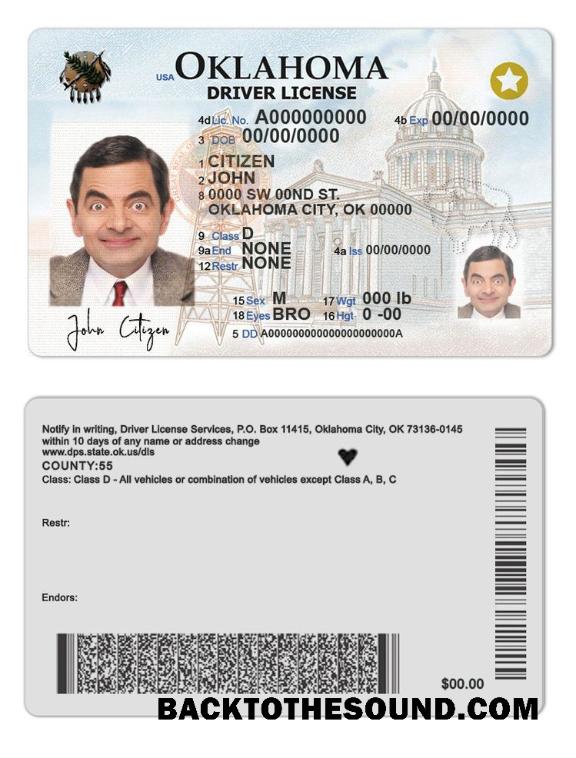 USA OKLAHOMA
DRIVER LICENSE
4d Lic. No. A000000000 4b Exp 00/00/0000
3 DOB 00/00/0000
1 CITIZEN
2 JOHN
8 0000 SW 00ND ST.
OKLAHOMA CITY, OK 00000
9 Class D
9a End NONE 4a Iss 00/00/0000
12 Restr NONE
15 Sex M 17 Wgt 000 lb
18 Eyes BRO 16 Hgt 0 -00
John Citizen
5 DD A000000000000000000000A
Notify in writing, Driver License Services, P.O. Box 11415, Oklahoma City, OK 73136-0145
within 10 days of any name or address change
www.dps.state.ok.us/dls
COUNTY:55
Class: Class D - All vehicles or combination of vehicles except Class A, B, C
Restr:
Endors:
$00.00
BACKTOTHESOUND.COM